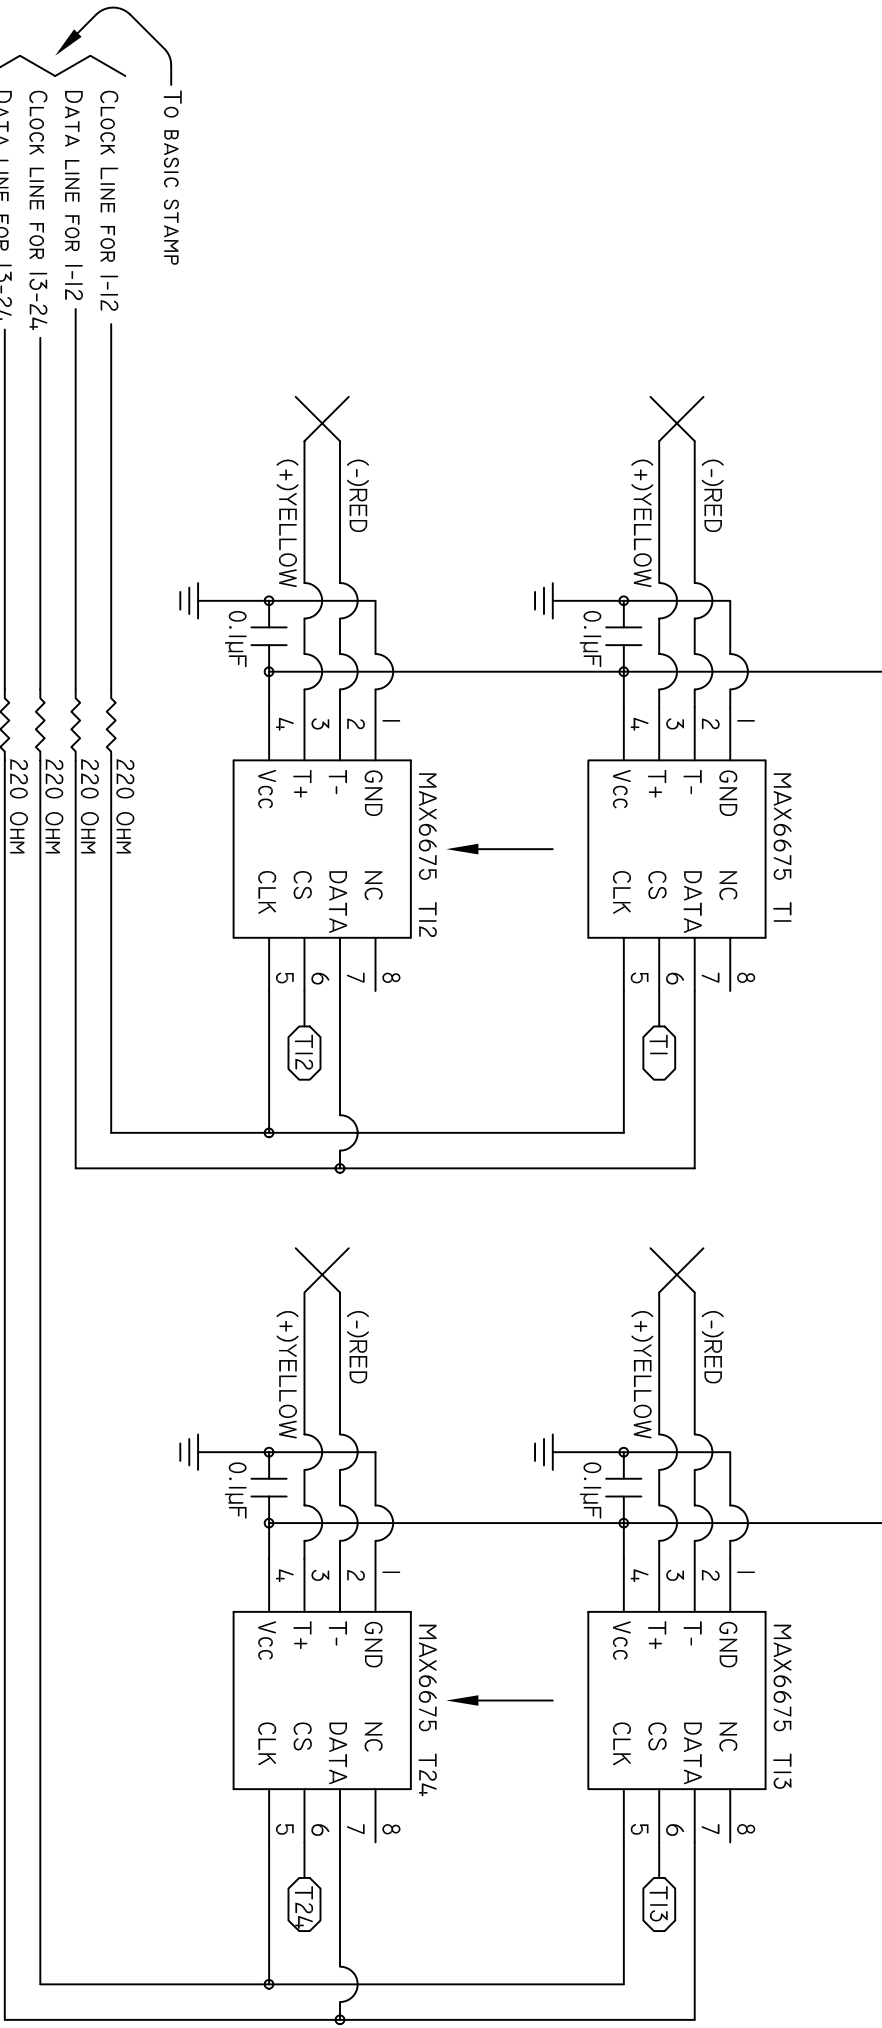 To BASIC STAMP
CLOCK LINE FOR 1-12
DATA LINE FOR 1-12
CLOCK LINE FOR 13-24
DATA LINE FOR 13-24
220 OHM
220 OHM
220 OHM
220 OHM
MAX6675 T1
(-)RED
(+)YELLOW
0.1µF
1
2
3
4
GND
T-
T+
Vcc
NC
DATA
CS
CLK
8
7
6
5
T1
MAX6675 T12
(-)RED
(+)YELLOW
0.1µF
1
2
3
4
GND
T-
T+
Vcc
NC
DATA
CS
CLK
8
7
6
5
T12
MAX6675 T13
(-)RED
(+)YELLOW
0.1µF
1
2
3
4
GND
T-
T+
Vcc
NC
DATA
CS
CLK
8
7
6
5
T13
MAX6675 T24
(-)RED
(+)YELLOW
0.1µF
1
2
3
4
GND
T-
T+
Vcc
NC
DATA
CS
CLK
8
7
6
5
T24